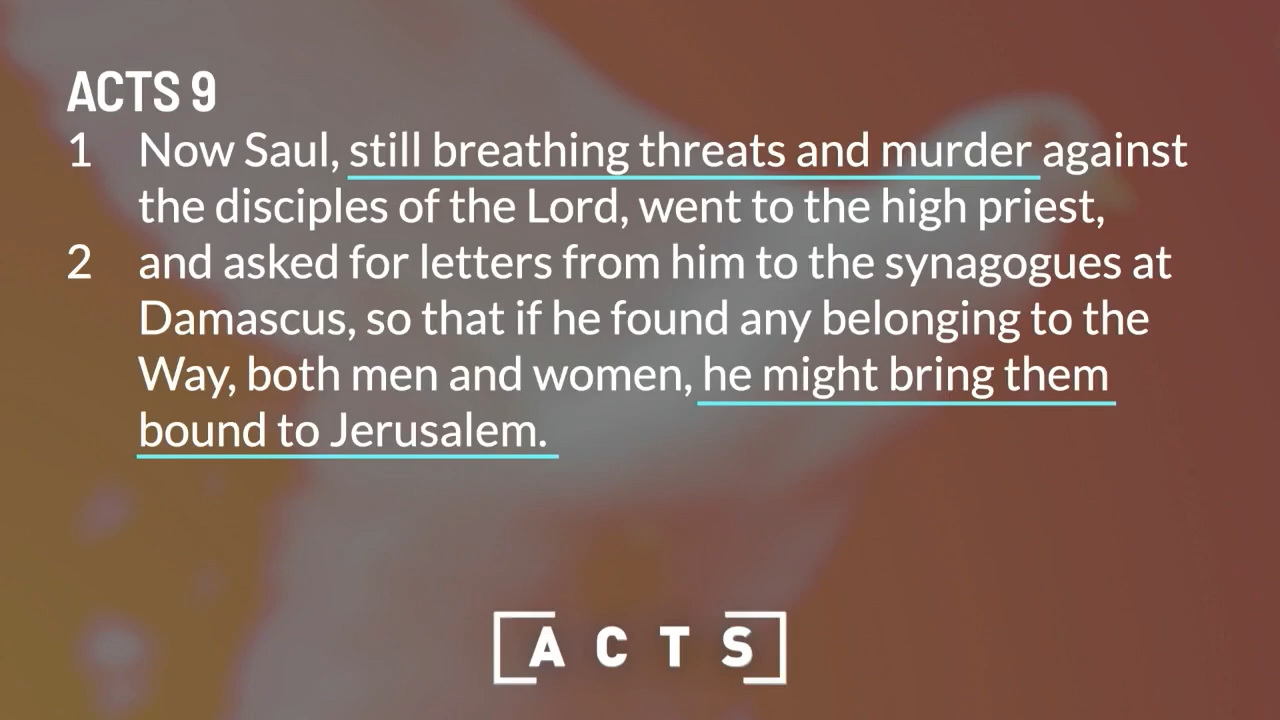 ACTS 9
1 Now Saul, still breathing threats and murder against
the disciples of the Lord, went to the high priest,
2 and asked for letters from him to the synagogues at
Damascus, so that if he found any belonging to the
Way, both men and women, he might bring them
bound to Jerusalem.
ACTS